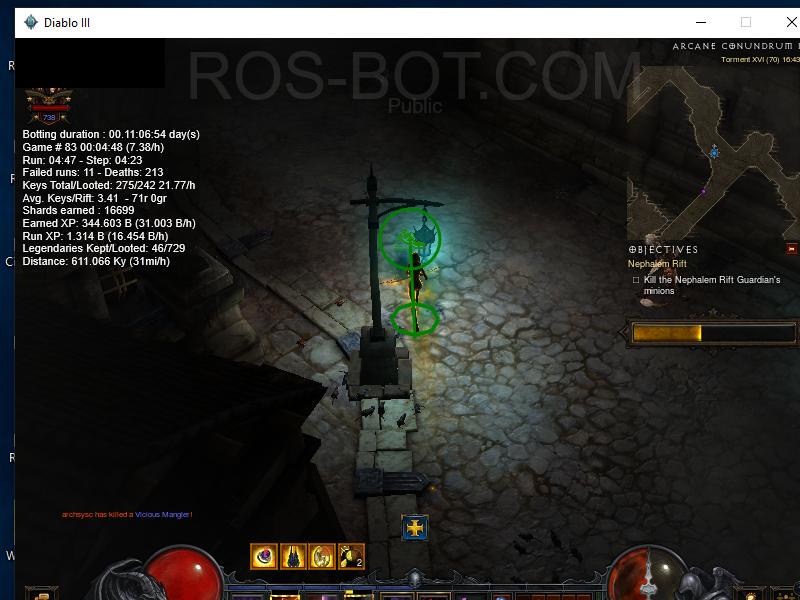 Diablo III
ROS-BOT.COM
Public
ARCANE CONUNDRUM
Torment XVI (70) 16:43
738
Botting duration : 00.11:06:54 day(s)
Game # 83 00:04:48 (7.38/h)
Run: 04:47 - Step: 04:23
Failed runs: 11 - Deaths: 213
Keys Total/Looted: 275/242 21.77/h
Avg. Keys/Rift: 3.41 - 71r 0gr
Shards earned : 16699
Earned XP: 344.603 B (31.003 B/h)
Run XP: 1.314 B (16.454 B/h)
Legendaries Kept/Looted: 46/729
Distance: 611.066 Ky (31mi/h)
OBJECTIVES
Nephalem Rift
Kill the Nephalem Rift Guardian's
minions
archsysc has killed a Vicious Mangler!
2